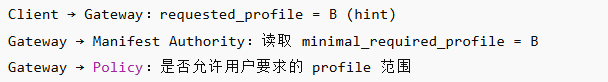 Client → Gateway：requested_profile = B (hint)
Gateway → Manifest Authority：读取 minimal_required_profile = B
Gateway → Policy：是否允许用户要求的 profile 范围